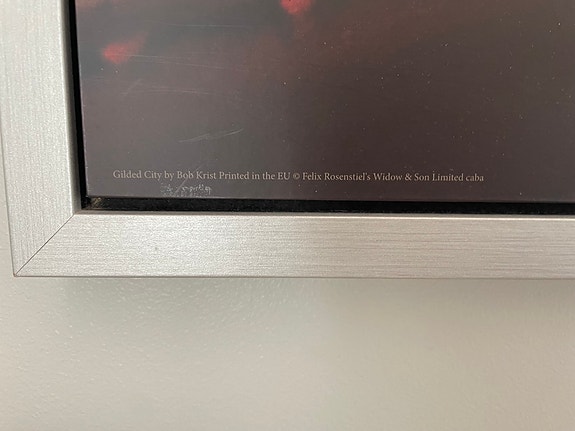 Gilded City by Bob Krist Printed in the EU © Felix Rosenstiel's Widow & Son Limited caba